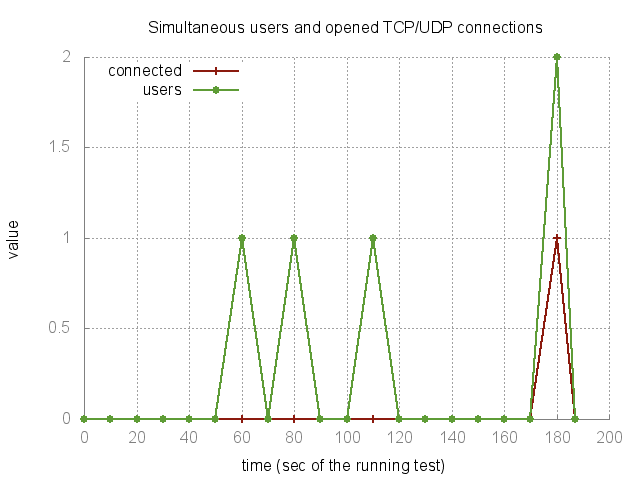 Simultaneous users and opened TCP/UDP connections
connected
users
2
1.5
1
0.5
0
value
0 20 40 60 80 100 120 140 160 180 200
time (sec of the running test)